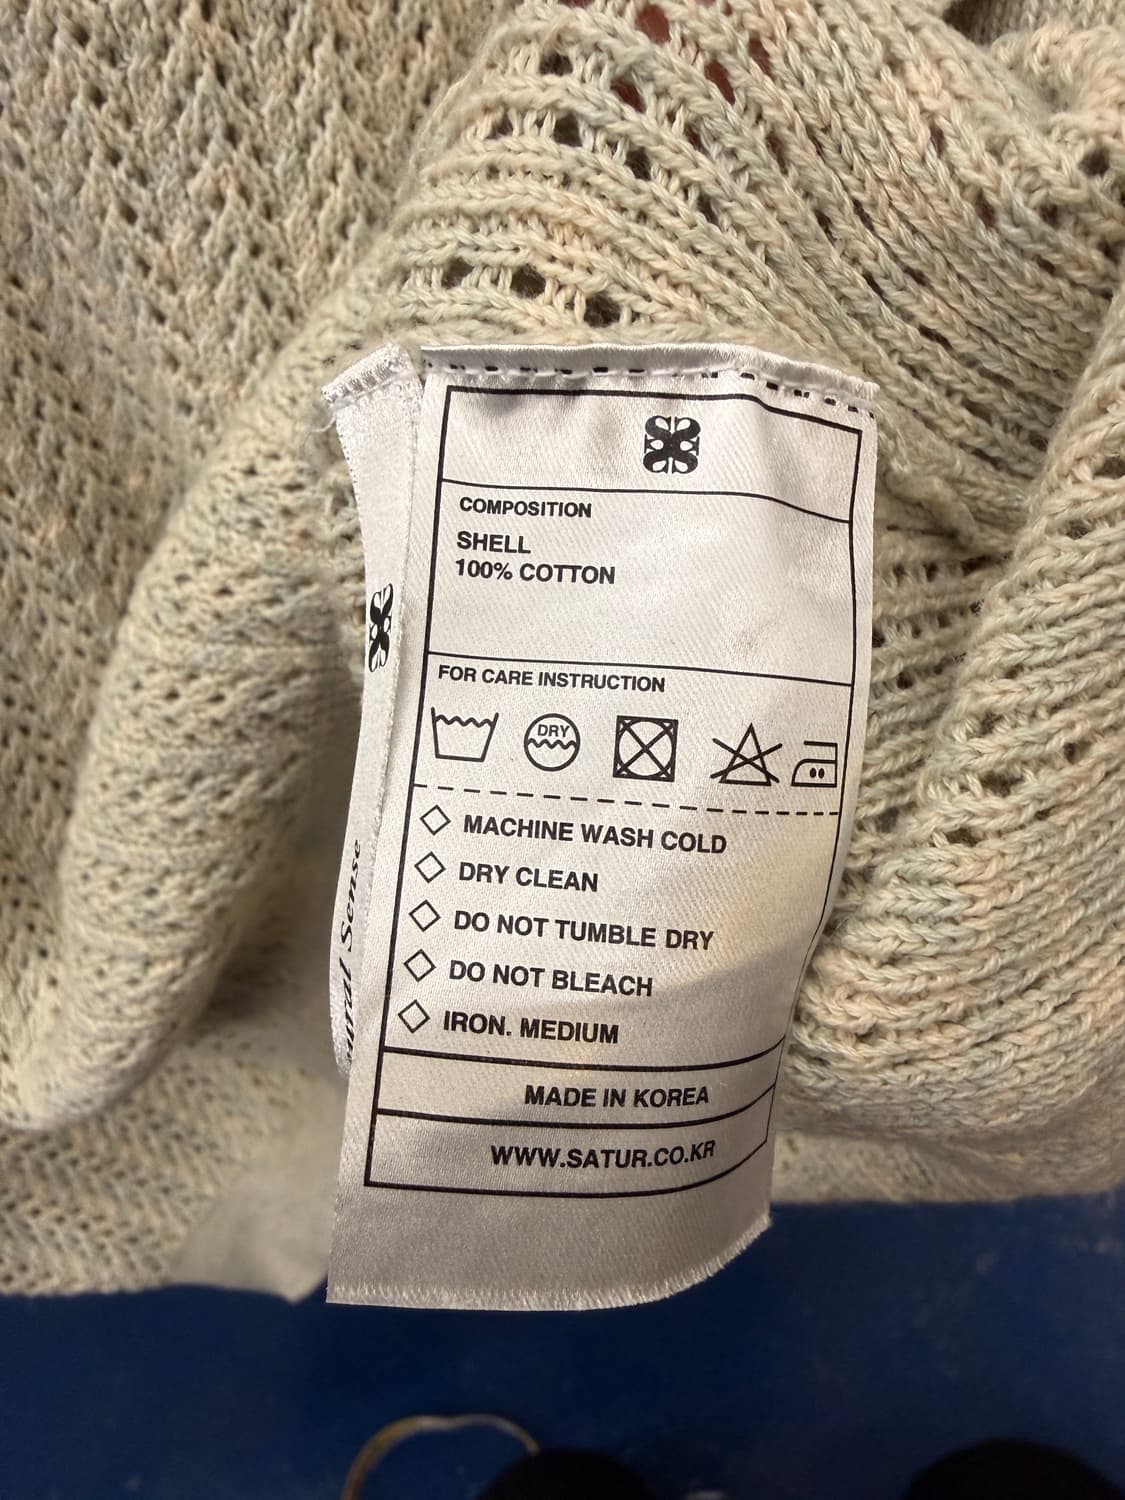 COMPOSITION
SHELL
100% COTTON
FOR CARE INSTRUCTION
DRY
MACHINE WASH COLD
DRY CLEAN
DO NOT TUMBLE DRY
DO NOT BLEACH
IRON. MEDIUM
MADE IN KOREA
WWW.SATUR.CO.KR
Sense